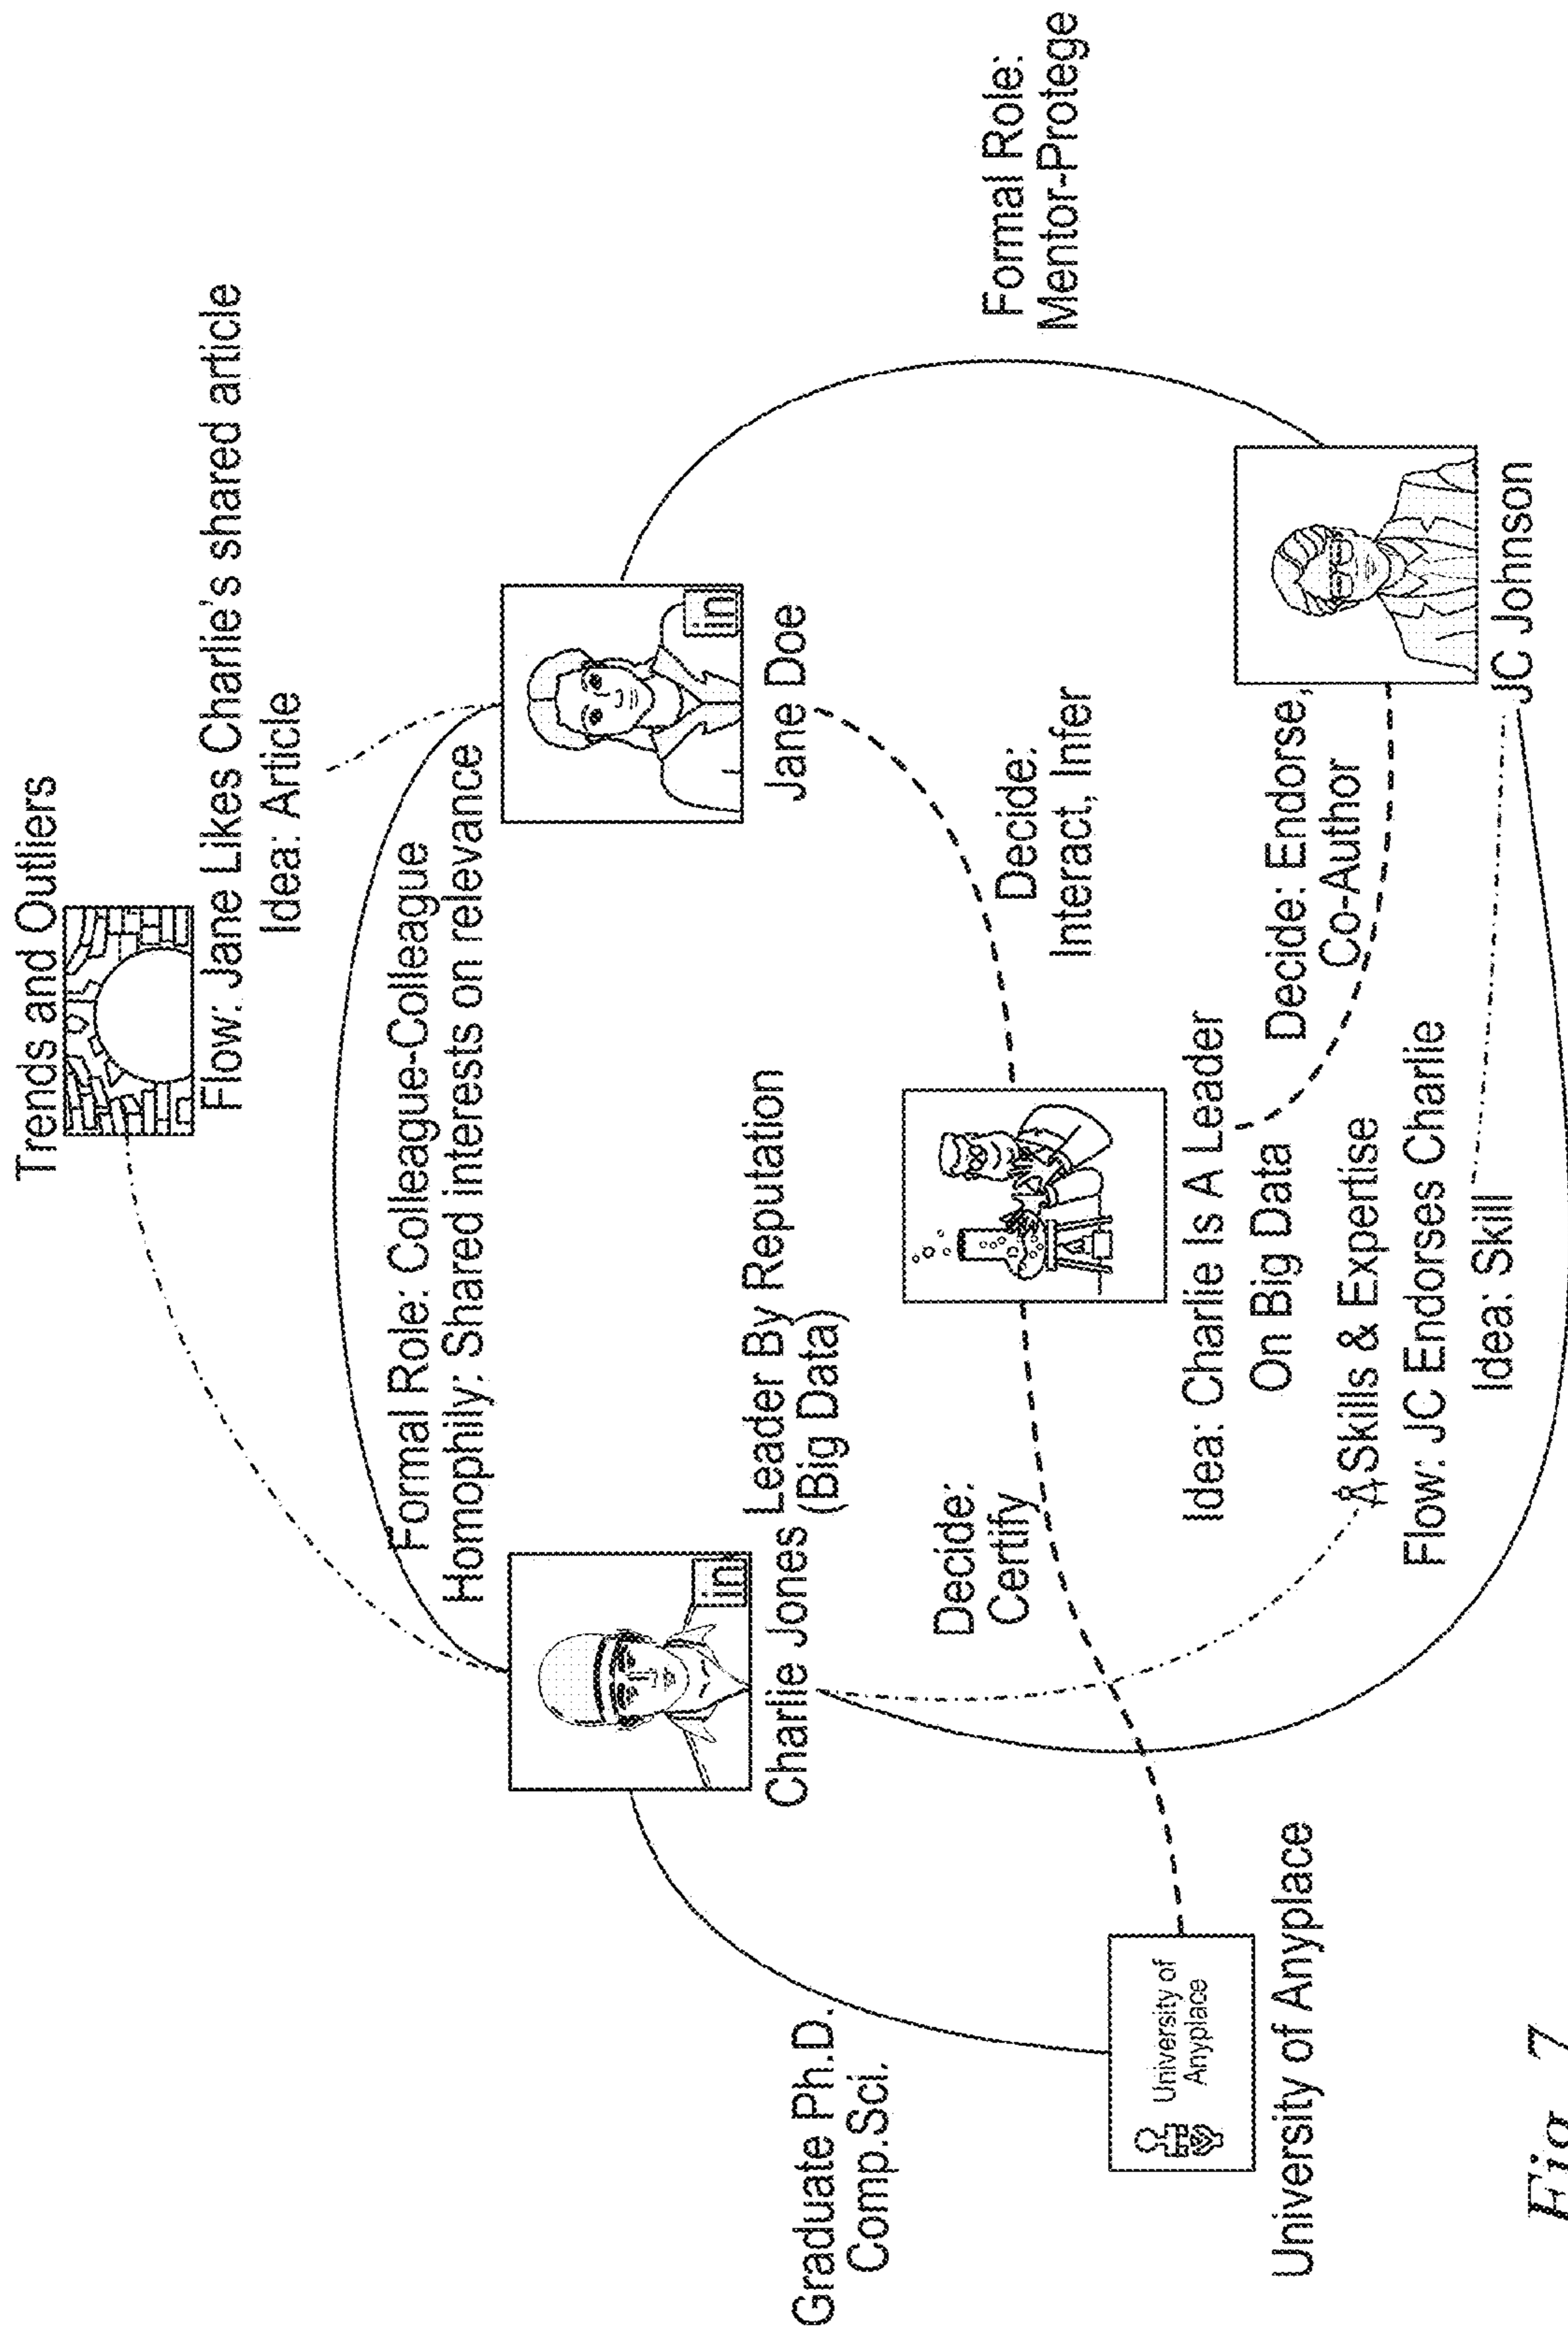 Trends and Outliers
Flow: Jane Likes Charlie's shared article
Idea: Article
Formal Role: Colleague-Colleague
Homophily: Shared interests on relevance
in
Charlie Jones
Leader By Reputation
(Big Data)
in
Jane Doe
Formal Role:
Mentor-Protege
Graduate Ph.D.
Comp.Sci.
Decide:
Certify
Decide:
Interact, Infer
University of
Anyplace
University of Anyplace
Idea: Charlie Is A Leader
On Big Data
Decide: Endorse,
Co-Author
Skills & Expertise
Flow: JC Endorses Charlie
Idea: Skill
JC Johnson
Fig. 7